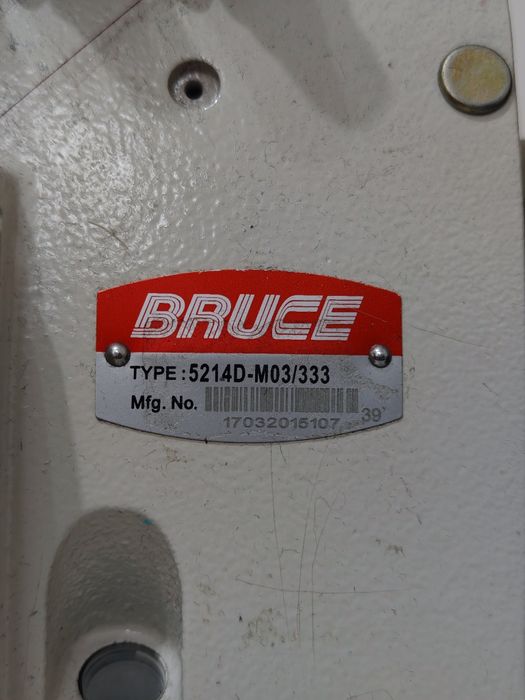 BRUCE
TYPE : 5214D-M03/333
Mfg. No.
17032015107 39